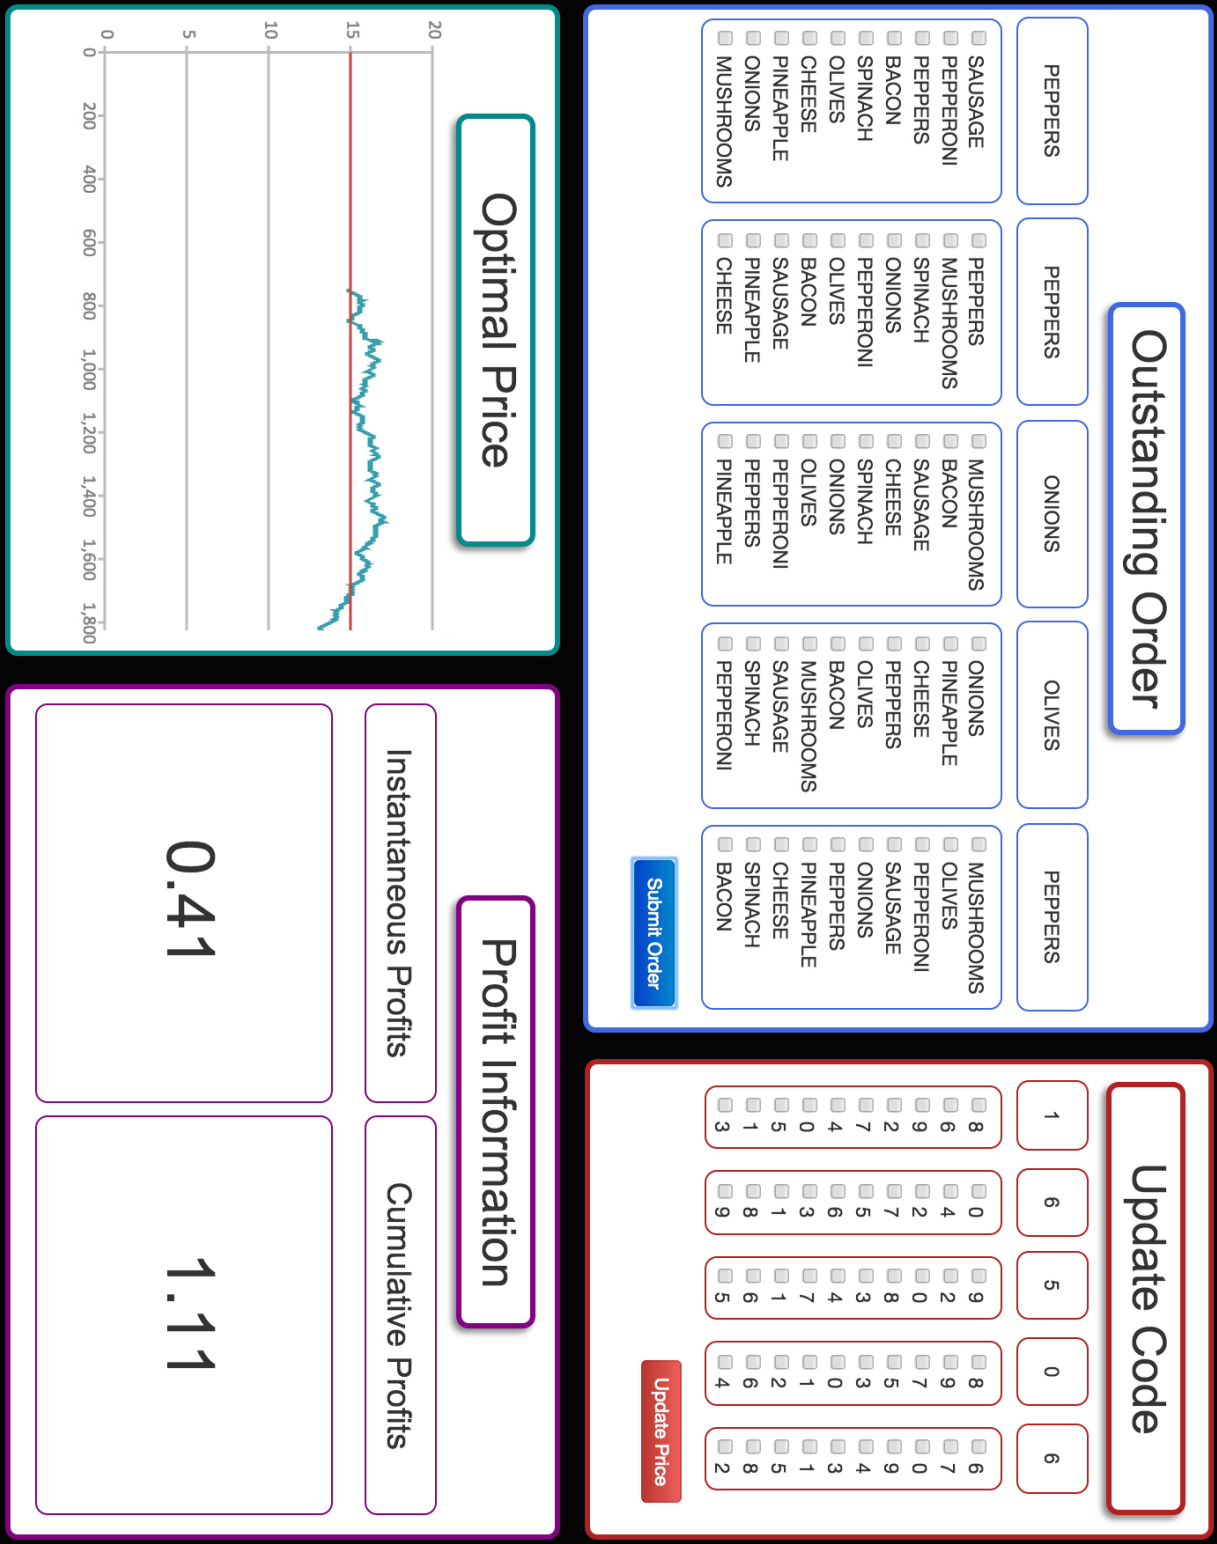 Outstanding Order
PEPPERS
PEPPERS
ONIONS
OLIVES
PEPPERS
SAUSAGE
PEPPERONI
PEPPERS
BACON
SPINACH
OLIVES
CHEESE
PINEAPPLE
ONIONS
MUSHROOMS
PEPPERS
MUSHROOMS
SPINACH
ONIONS
PEPPERONI
OLIVES
BACON
SAUSAGE
PINEAPPLE
CHEESE
MUSHROOMS
BACON
SAUSAGE
CHEESE
SPINACH
ONIONS
OLIVES
PEPPERONI
PEPPERS
PINEAPPLE
ONIONS
PINEAPPLE
CHEESE
PEPPERS
OLIVES
BACON
MUSHROOMS
SAUSAGE
SPINACH
PEPPERONI
MUSHROOMS
OLIVES
PEPPERONI
SAUSAGE
ONIONS
PEPPERS
PINEAPPLE
CHEESE
SPINACH
BACON
Submit Order
Update Code
1
6
5
0
6
8
6
9
2
7
4
0
5
1
3
0
4
2
7
5
6
3
1
8
9
9
2
0
8
3
4
7
1
6
5
8
9
7
5
3
0
1
2
6
4
6
7
0
9
4
3
1
5
8
2
Update Price
Optimal Price
20
15
10
5
0
0 200 400 600 800 1,000 1,200 1,400 1,600 1,800
Profit Information
Instantaneous Profits
Cumulative Profits
0.41
1.11